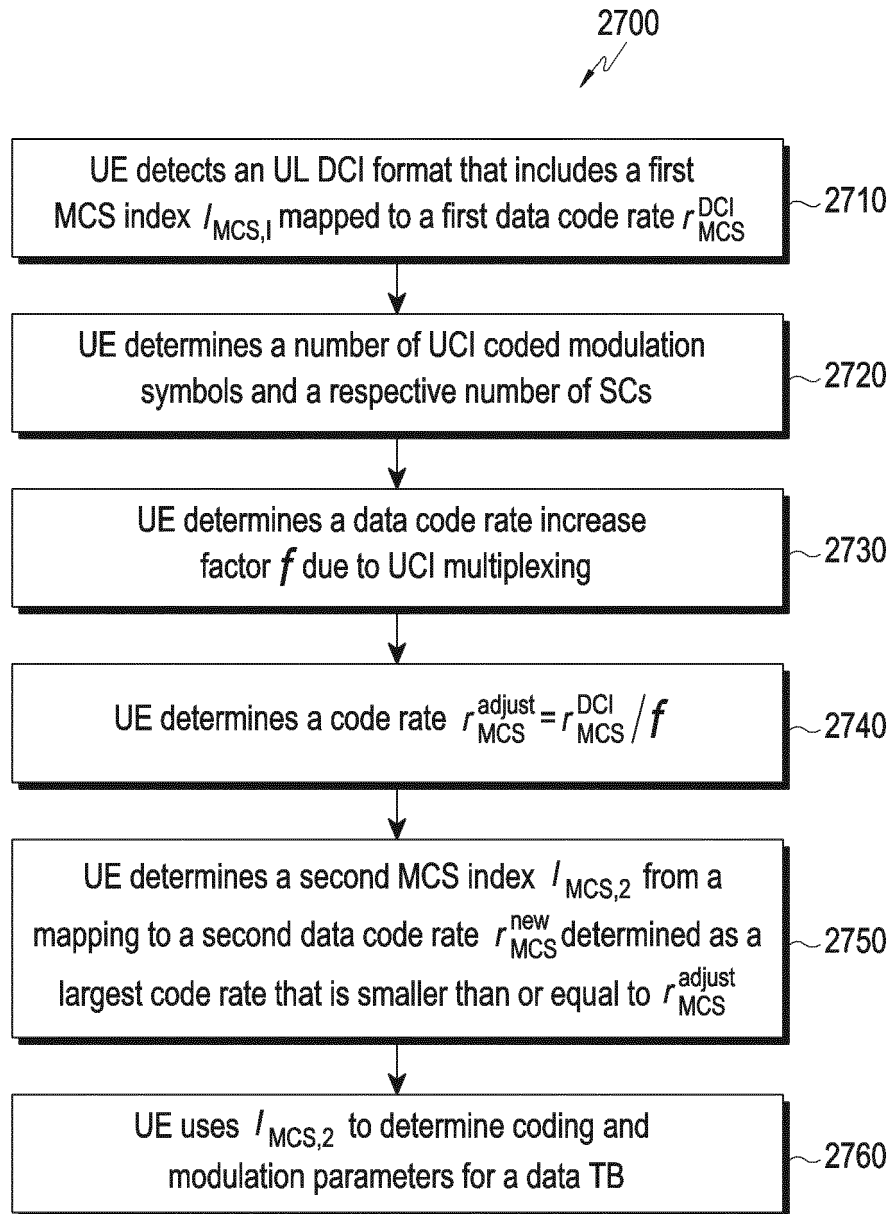 2700
UE detects an UL DCI format that includes a first
MCS index I_MCS,I mapped to a first data code rate r_MCS^DCI
2710
UE determines a number of UCI coded modulation
symbols and a respective number of SCs
2720
UE determines a data code rate increase
factor f due to UCI multiplexing
2730
UE determines a code rate r_MCS^adjust = r_MCS^DCI / f
2740
UE determines a second MCS index I_MCS,2 from a
mapping to a second data code rate r_MCS^new determined as a
largest code rate that is smaller than or equal to r_MCS^adjust
2750
UE uses I_MCS,2 to determine coding and
modulation parameters for a data TB
2760